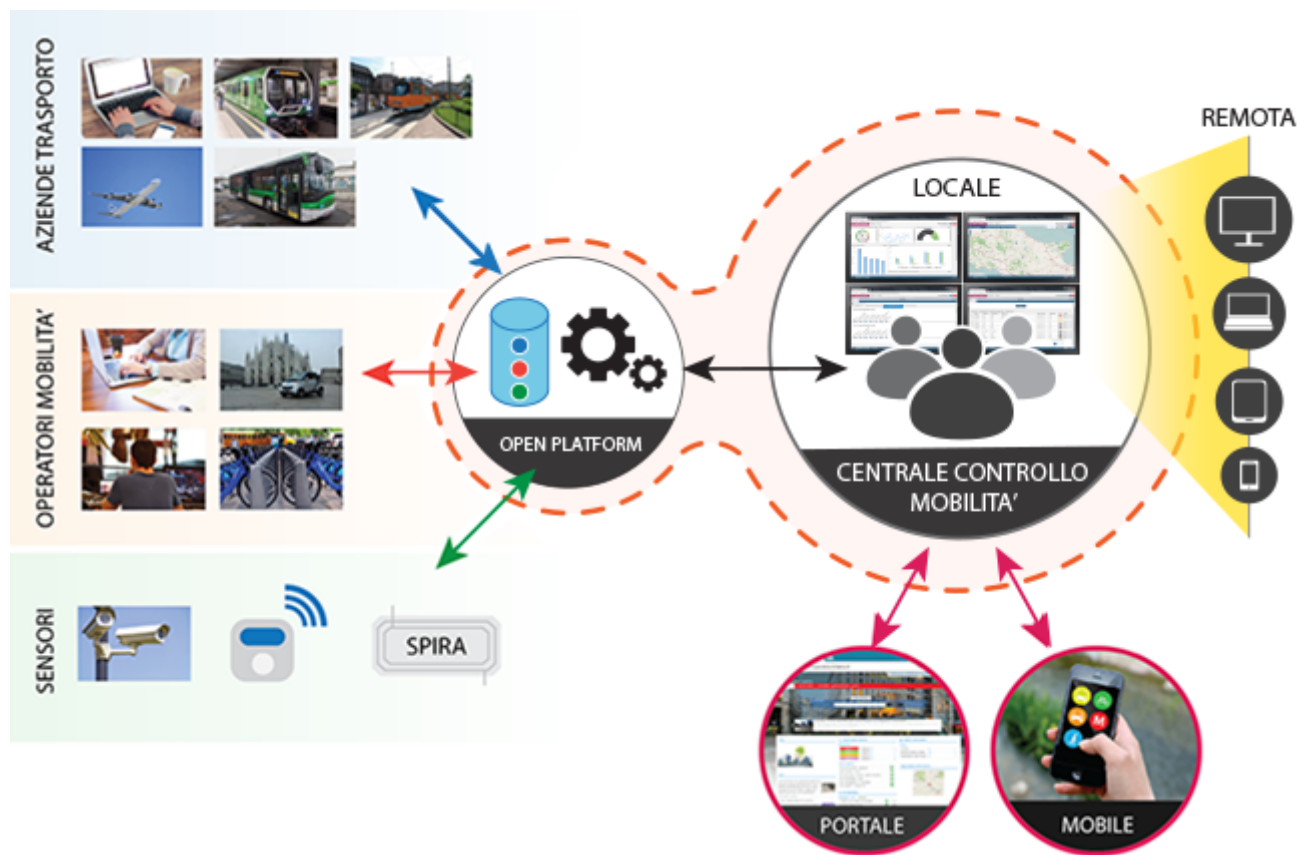 AZIENDE TRASPORTO
OPERATORI MOBILITA'
SENSORI
SPIRA
OPEN PLATFORM
LOCALE
CENTRALE CONTROLLO
MOBILITA'
REMOTA
PORTALE
MOBILE
M